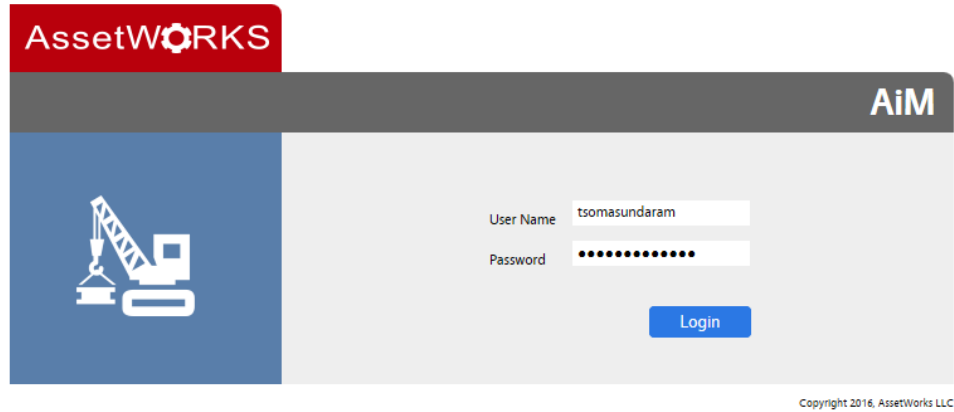 AssetWORKS
AiM
User Name tsomasundaram
Password •••••••••••••
Login
Copyright 2016, AssetWorks LLC